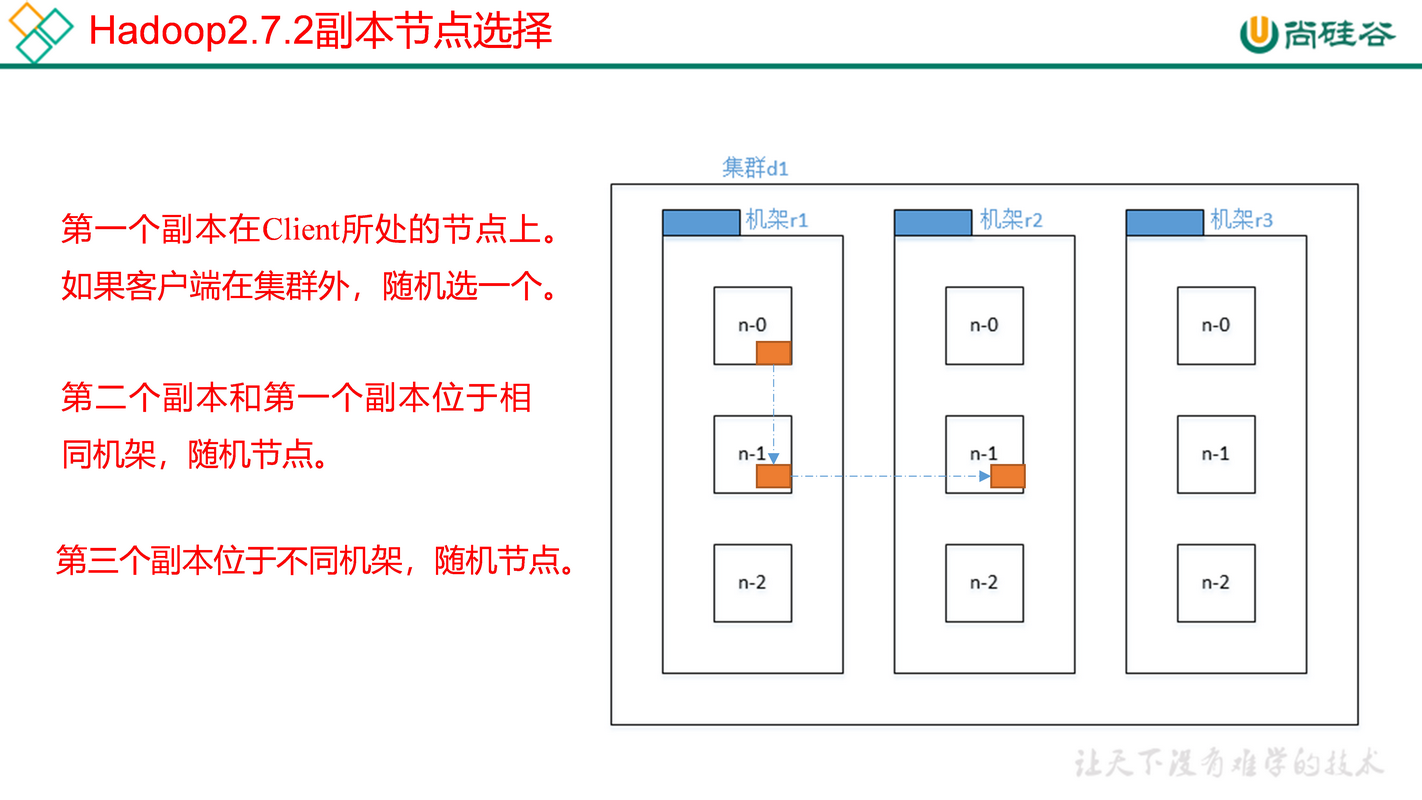 Hadoop2.7.2副本节点选择
尚硅谷
第一个副本在Client所处的节点上。
如果客户端在集群外，随机选一个。
第二个副本和第一个副本位于相
同机架，随机节点。
第三个副本位于不同机架，随机节点。
集群d1
机架r1
机架r2
机架r3
n-0
n-0
n-0
n-1
n-1
n-1
n-2
n-2
n-2
让天下没有难学的技术